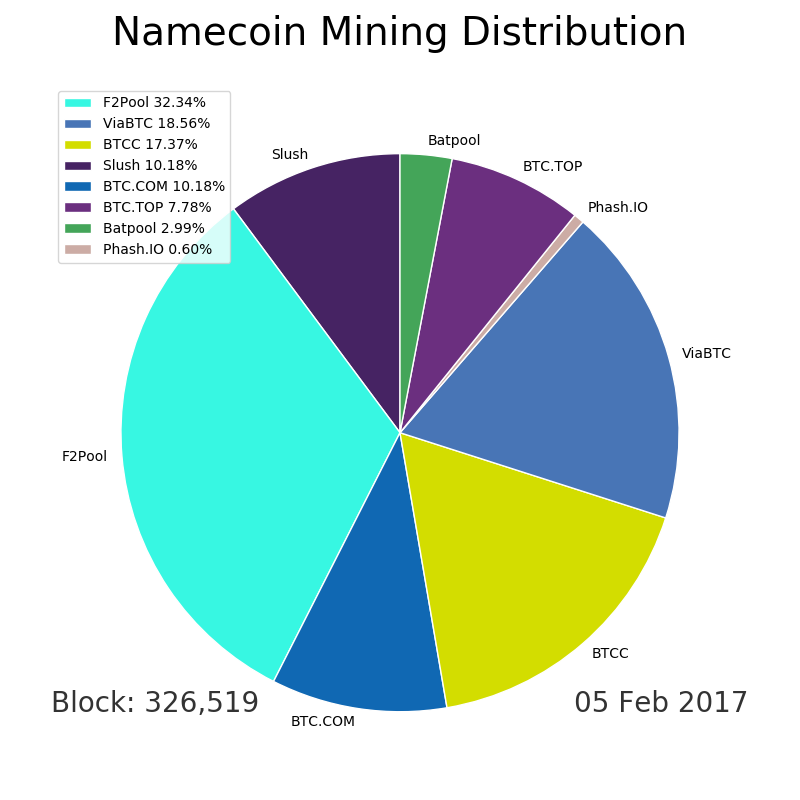 Namecoin Mining Distribution
F2Pool 32.34%
ViaBTC 18.56%
BTCC 17.37%
Slush 10.18%
BTC.COM 10.18%
BTC.TOP 7.78%
Batpool 2.99%
Phash.IO 0.60%
Batpool
Slush
BTC.TOP
Phash.IO
ViaBTC
F2Pool
BTCC
BTC.COM
Block: 326,519
05 Feb 2017